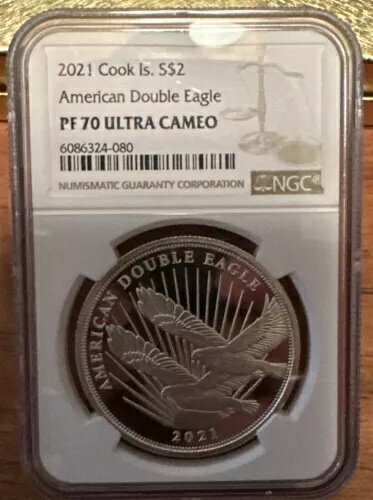 2021 Cook Is. S$2
American Double Eagle
PF 70 ULTRA CAMEO
6086324-080
NUMISMATIC GUARANTY CORPORATION
NGC®
AMERICAN DOUBLE EAGLE
2021